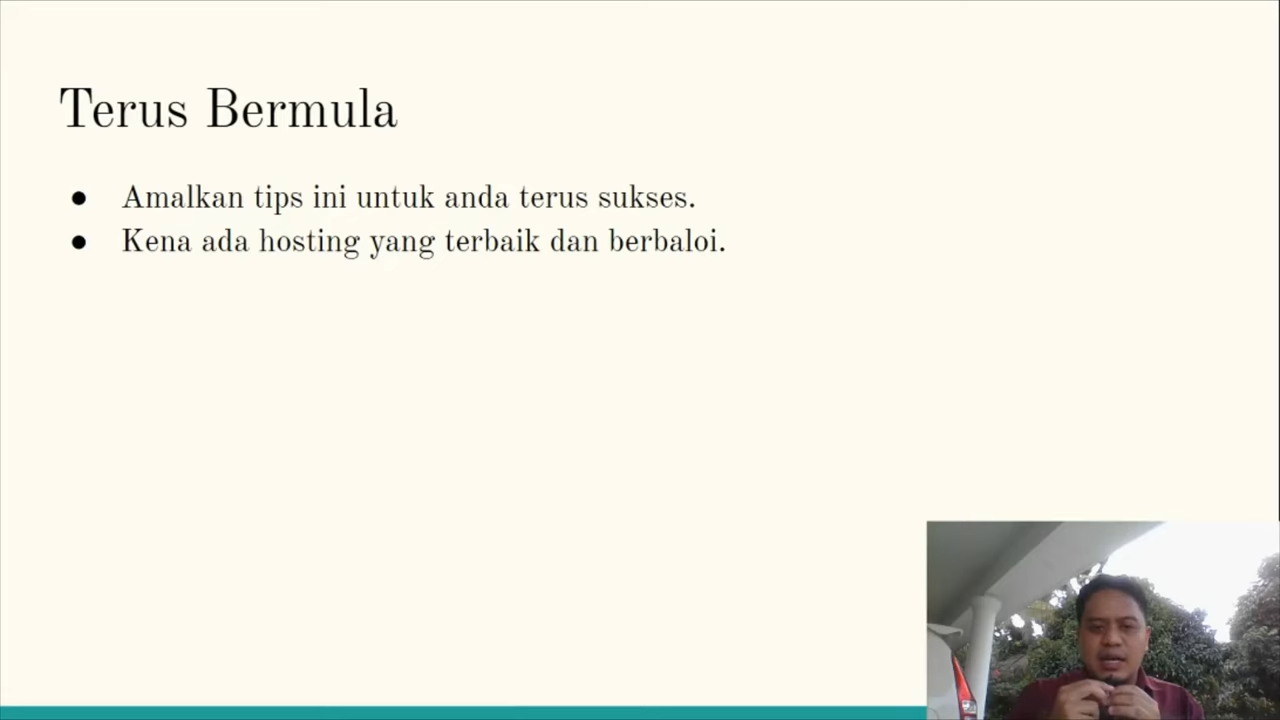 Terus Bermula
● Amalkan tips ini untuk anda terus sukses.
● Kena ada hosting yang terbaik dan berbaloi.